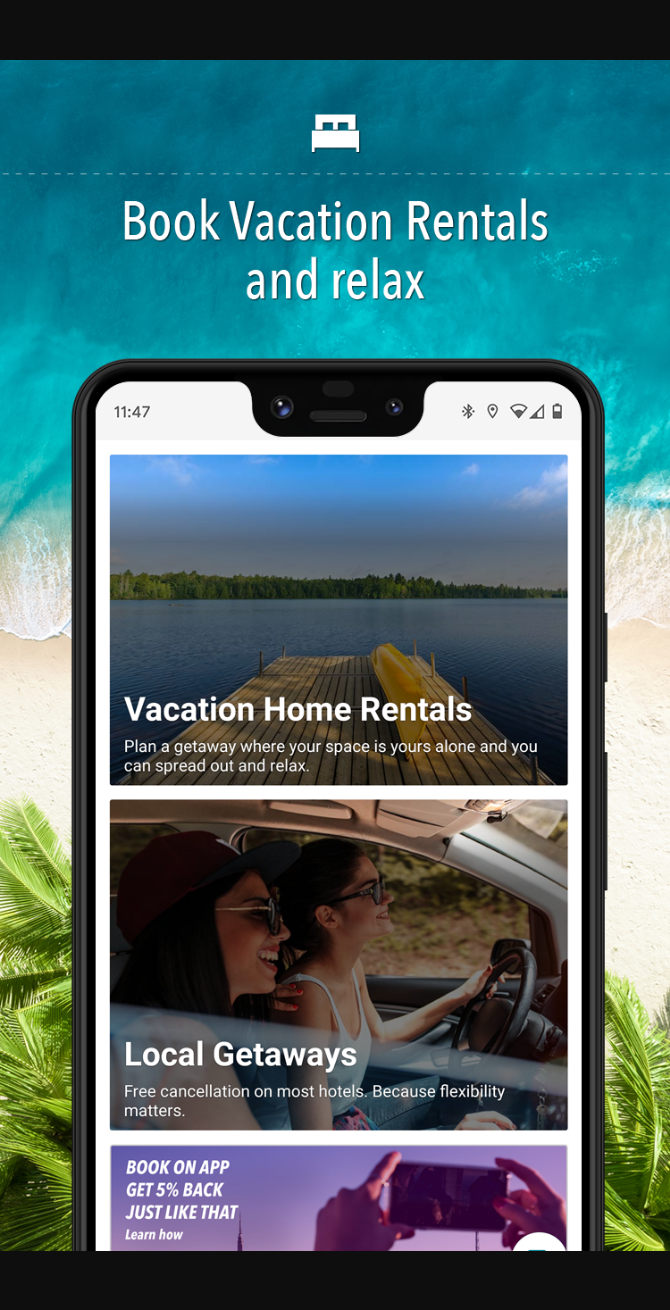 Book Vacation Rentals
and relax
11:47
Vacation Home Rentals
Plan a getaway where your space is yours alone and you
can spread out and relax.
Local Getaways
Free cancellation on most hotels. Because flexibility
matters.
BOOK ON APP
GET 5% BACK
JUST LIKE THAT
Learn how